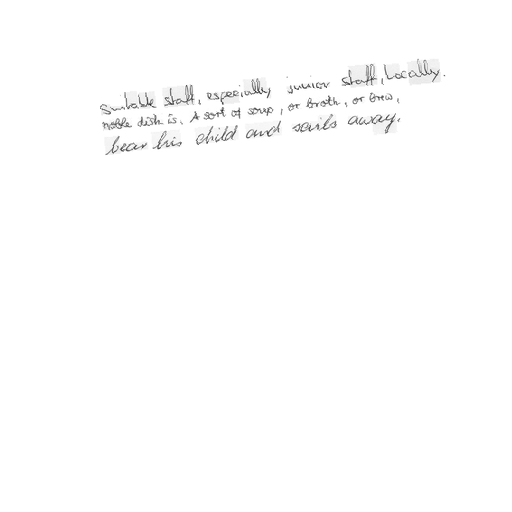 Suitable staff, especially junior staff, locally.
noble dish is, A sort of soup, or broth, or brew,
bear his child and sails away.